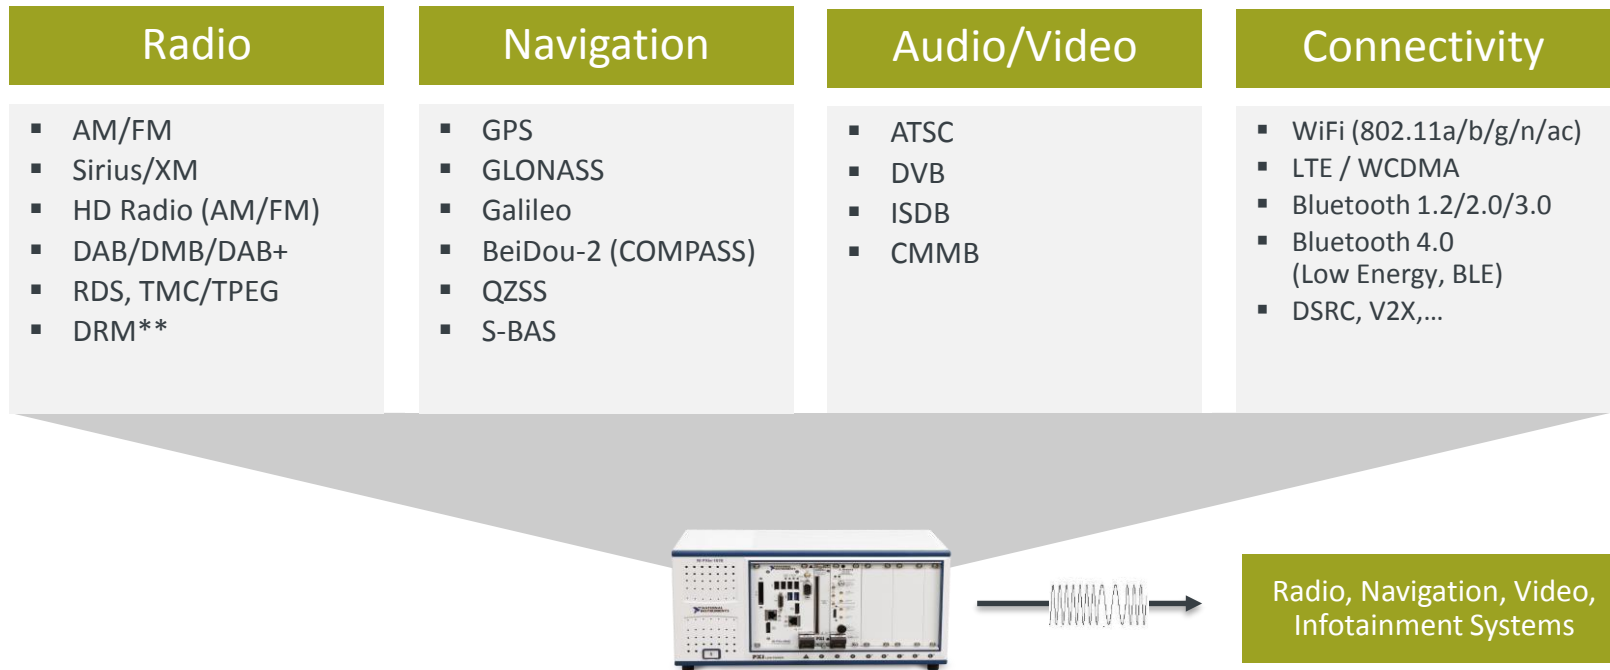 Radio
AM/FM
Sirius/XM
HD Radio (AM/FM)
DAB/DMB/DAB+
RDS, TMC/TPEG
DRM**
Navigation
GPS
GLONASS
Galileo
BeiDou-2 (COMPASS)
QZSS
S-BAS
Audio/Video
ATSC
DVB
ISDB
CMMB
Connectivity
WiFi (802.11a/b/g/n/ac)
LTE / WCDMA
Bluetooth 1.2/2.0/3.0
Bluetooth 4.0
(Low Energy, BLE)
DSRC, V2X,…
NATIONAL
INSTRUMENTS
PXI
Radio, Navigation, Video,
Infotainment Systems